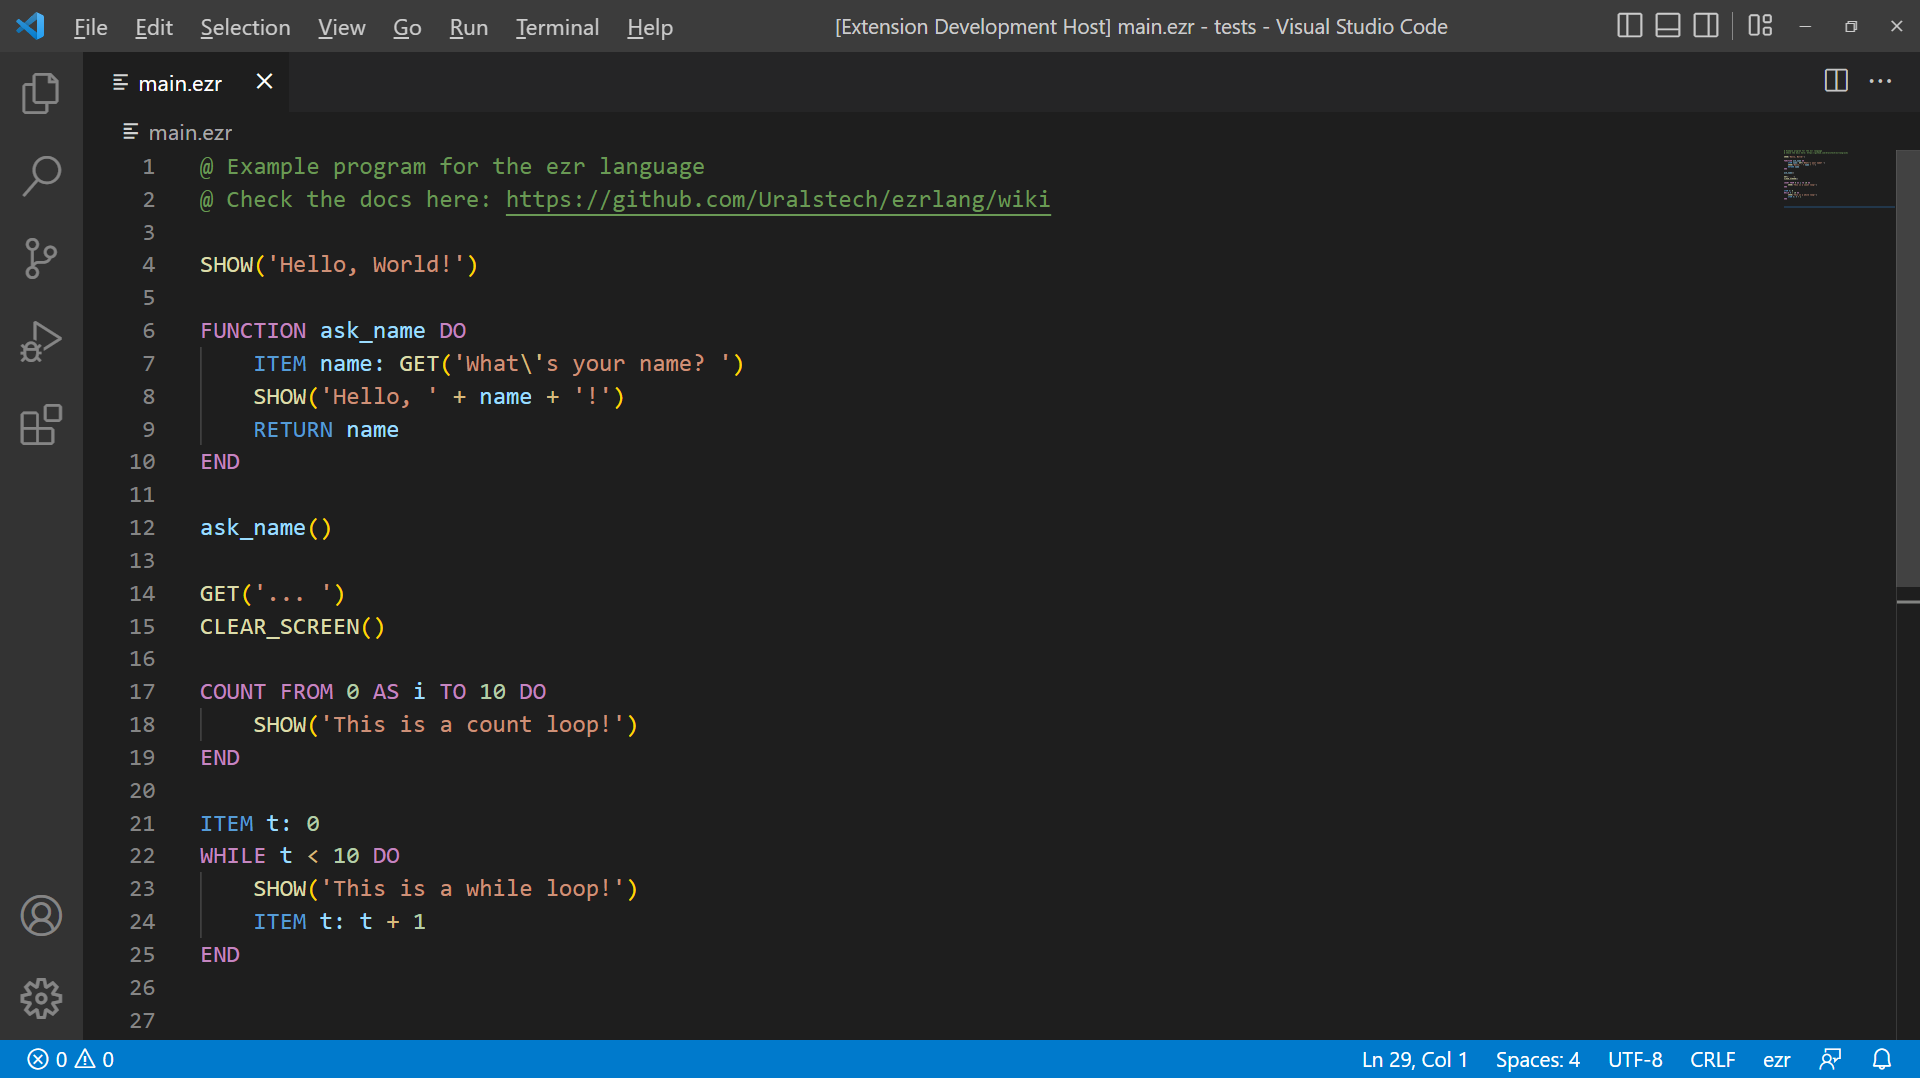 File Edit Selection View Go Run Terminal Help [Extension Development Host] main.ezr - tests - Visual Studio Code
main.ezr
main.ezr
1 @ Example program for the ezr language
2 @ Check the docs here: https://github.com/Uralstech/ezrlang/wiki
3
4 SHOW('Hello, World!')
5
6 FUNCTION ask_name DO
7     ITEM name: GET('What\'s your name? ')
8     SHOW('Hello, ' + name + '!')
9     RETURN name
10 END
11
12 ask_name()
13
14 GET('... ')
15 CLEAR_SCREEN()
16
17 COUNT FROM 0 AS i TO 10 DO
18     SHOW('This is a count loop!')
19 END
20
21 ITEM t: 0
22 WHILE t < 10 DO
23     SHOW('This is a while loop!')
24     ITEM t: t + 1
25 END
26
27
0 0 Ln 29, Col 1 Spaces: 4 UTF-8 CRLF ezr